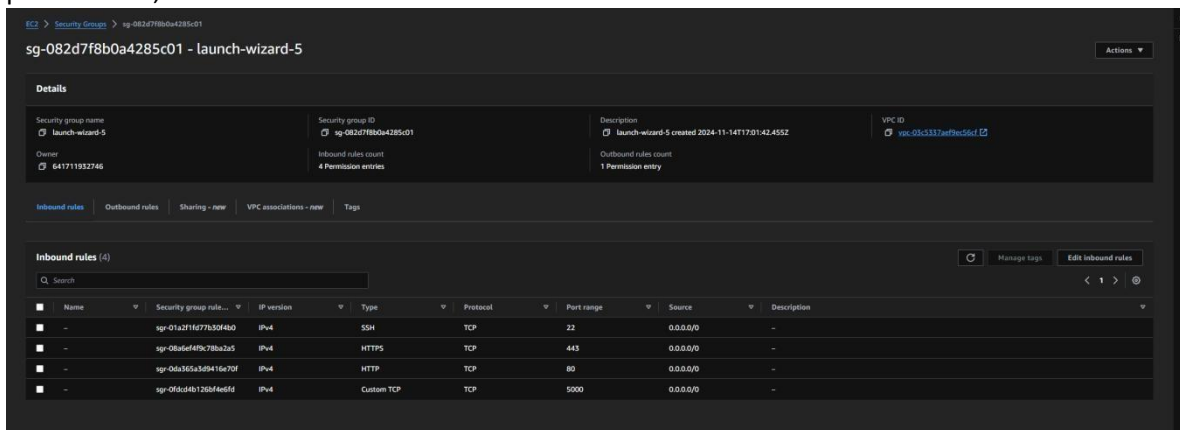 EC2 > Security Groups > sg-082d7f8b0a4285c01
sg-082d7f8b0a4285c01 - launch-wizard-5
Actions
Details
Security group name Security group ID Description VPC ID
launch-wizard-5 sg-082d7f8b0a4285c01 launch-wizard-5 created 2024-11-14T17:01:42.455Z vpc-03c5337aef9ec56cf
Owner Inbound rules count Outbound rules count
641711932746 4 Permission entries 1 Permission entry
Inbound rules Outbound rules Sharing - new VPC associations - new Tags
Inbound rules (4) Manage tags Edit inbound rules
Search < 1 >
Name Security group rule... IP version Type Protocol Port range Source Description
– sgr-01a2f1fd77b30f4b0 IPv4 SSH TCP 22 0.0.0.0/0 –
– sgr-08a6ef4f9c78ba2a5 IPv4 HTTPS TCP 443 0.0.0.0/0 –
– sgr-0da365a3d9416e70f IPv4 HTTP TCP 80 0.0.0.0/0 –
– sgr-0fdcd4b126bf4e6fd IPv4 Custom TCP TCP 5000 0.0.0.0/0 –